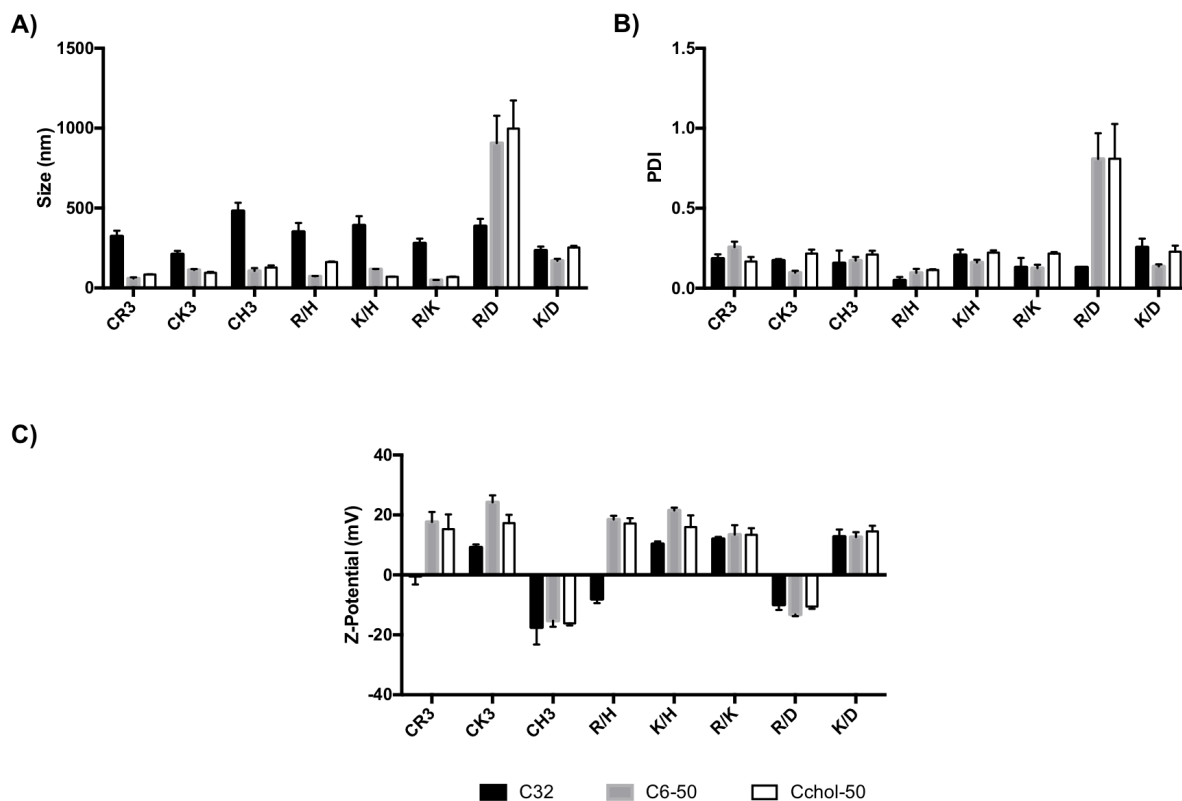 A)
Size (nm)
1500
1000
500
0
CR3 CK3 CH3 R/H K/H R/K R/D K/D
B)
PDI
1.5
1.0
0.5
0.0
CR3 CK3 CH3 R/H K/H R/K R/D K/D
C)
Z-Potential (mV)
40
20
0
-20
-40
CR3 CK3 CH3 R/H K/H R/K R/D K/D
C32 C6-50 Cchol-50